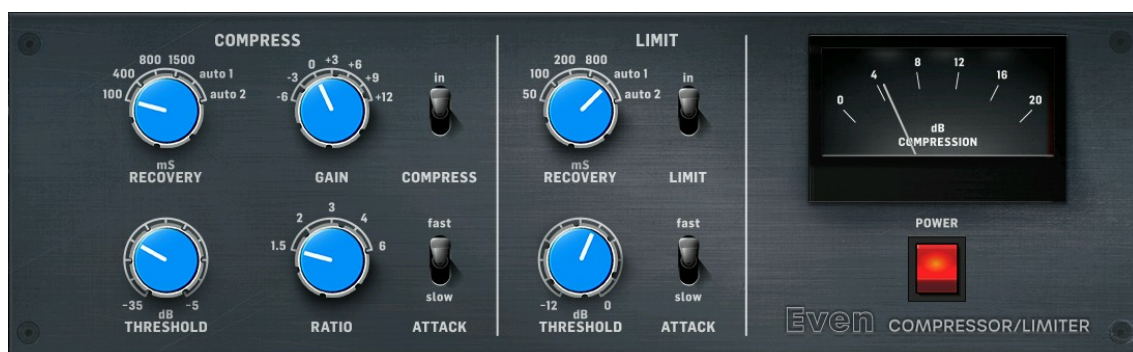 COMPRESS
100 400 800 1500 auto 1 auto 2
mS
RECOVERY
-6 -3 0 +3 +6 +9 +12
GAIN
in
COMPRESS
-35 -5
dB
THRESHOLD
1.5 2 3 4 6
RATIO
fast
slow
ATTACK
LIMIT
50 100 200 800 auto 1 auto 2
mS
RECOVERY
in
LIMIT
-12 0
dB
THRESHOLD
fast
slow
ATTACK
0 4 8 12 16 20
dB
COMPRESSION
POWER
Even COMPRESSOR/LIMITER